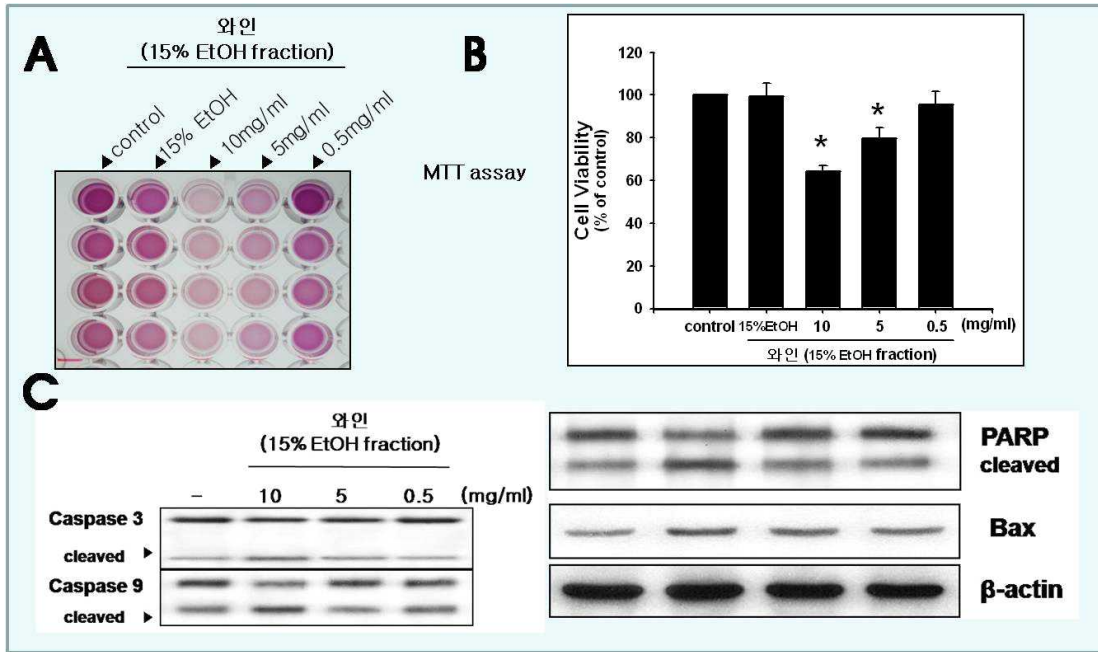 A
와인
(15% EtOH fraction)
control
15% EtOH
10mg/ml
5mg/ml
0.5mg/ml
MTT assay
B
Cell Viability
(% of control)
120
100
80
60
40
20
0
*
*
control 15%EtOH 10 5 0.5 (mg/ml)
와인 (15% EtOH fraction)
C
와인
(15% EtOH fraction)
– 10 5 0.5 (mg/ml)
Caspase 3
cleaved
Caspase 9
cleaved
PARP
cleaved
Bax
β-actin